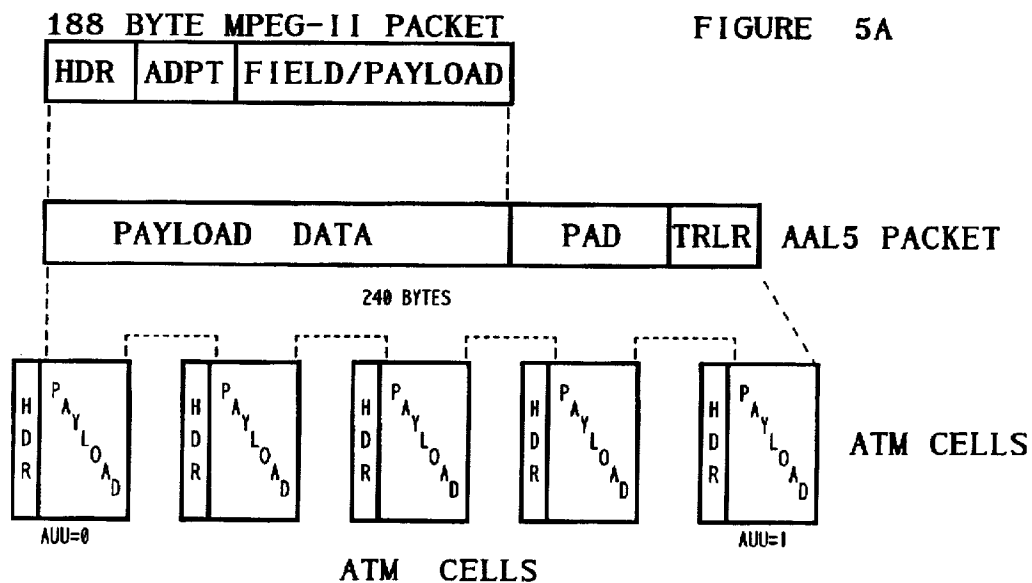 188 BYTE MPEG-II PACKET
FIGURE 5A
HDR ADPT FIELD/PAYLOAD
PAYLOAD DATA PAD TRLR AAL5 PACKET
240 BYTES
HDR PAYLOAD HDR PAYLOAD HDR PAYLOAD HDR PAYLOAD HDR PAYLOAD
ATM CELLS
AUU=0 AUU=1
ATM CELLS